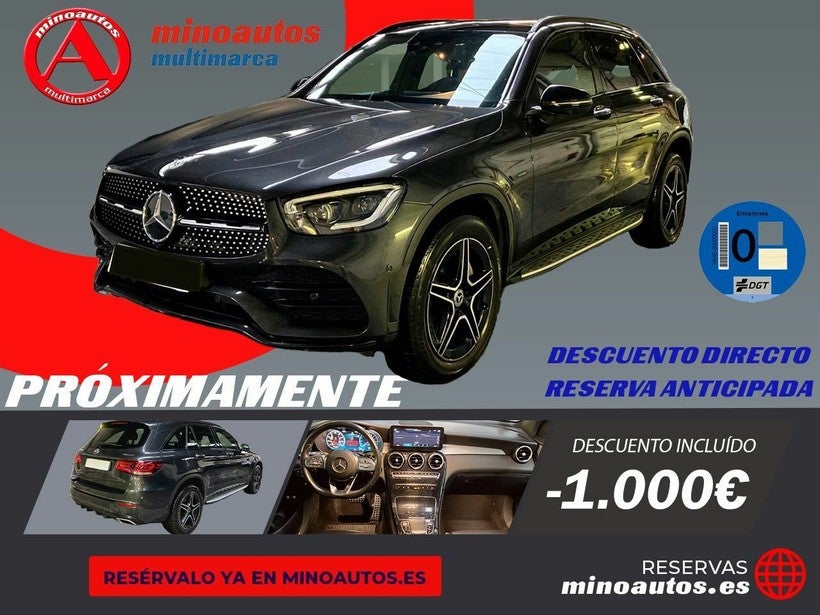 minoautos
A
multimarca
minoautos
multimarca
Emisiones
0
DGT
DESCUENTO DIRECTO
RESERVA ANTICIPADA
PRÓXIMAMENTE
DESCUENTO INCLUÍDO
-1.000€
RESÉRVALO YA EN MINOAUTOS.ES
RESERVAS
minoautos.es